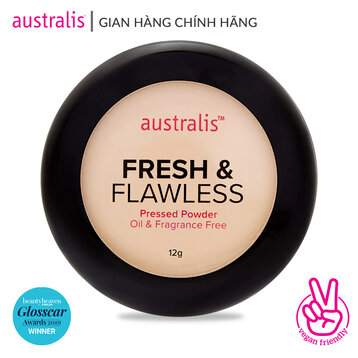 australis | GIAN HÀNG CHÍNH HÃNG
australis™
FRESH &
FLAWLESS
Pressed Powder
Oil & Fragrance Free
12g
beautyheaven
Glosscar
Awards 2019
WINNER
vegan friendly